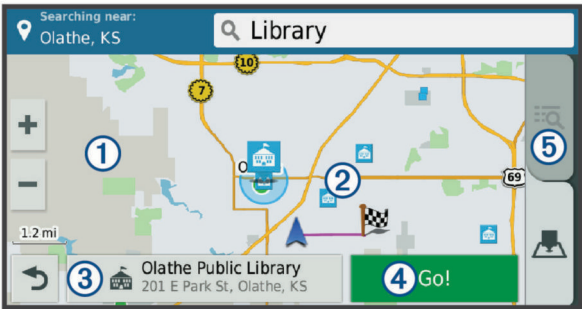 Searching near:
Olathe, KS
Library
10
7
+
1
5
O
2
69
−
1.2 mi
3
Olathe Public Library
201 E Park St, Olathe, KS
4
Go!